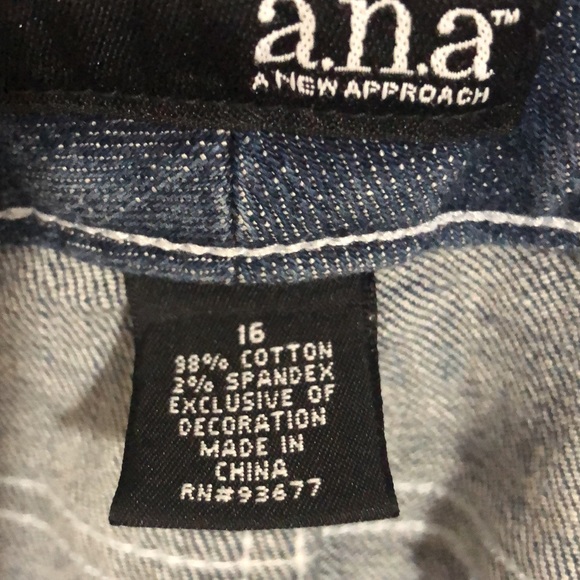 a.n.a™
A NEW APPROACH
16
98% COTTON
2% SPANDEX
EXCLUSIVE OF
DECORATION
MADE IN
CHINA
RN#93677